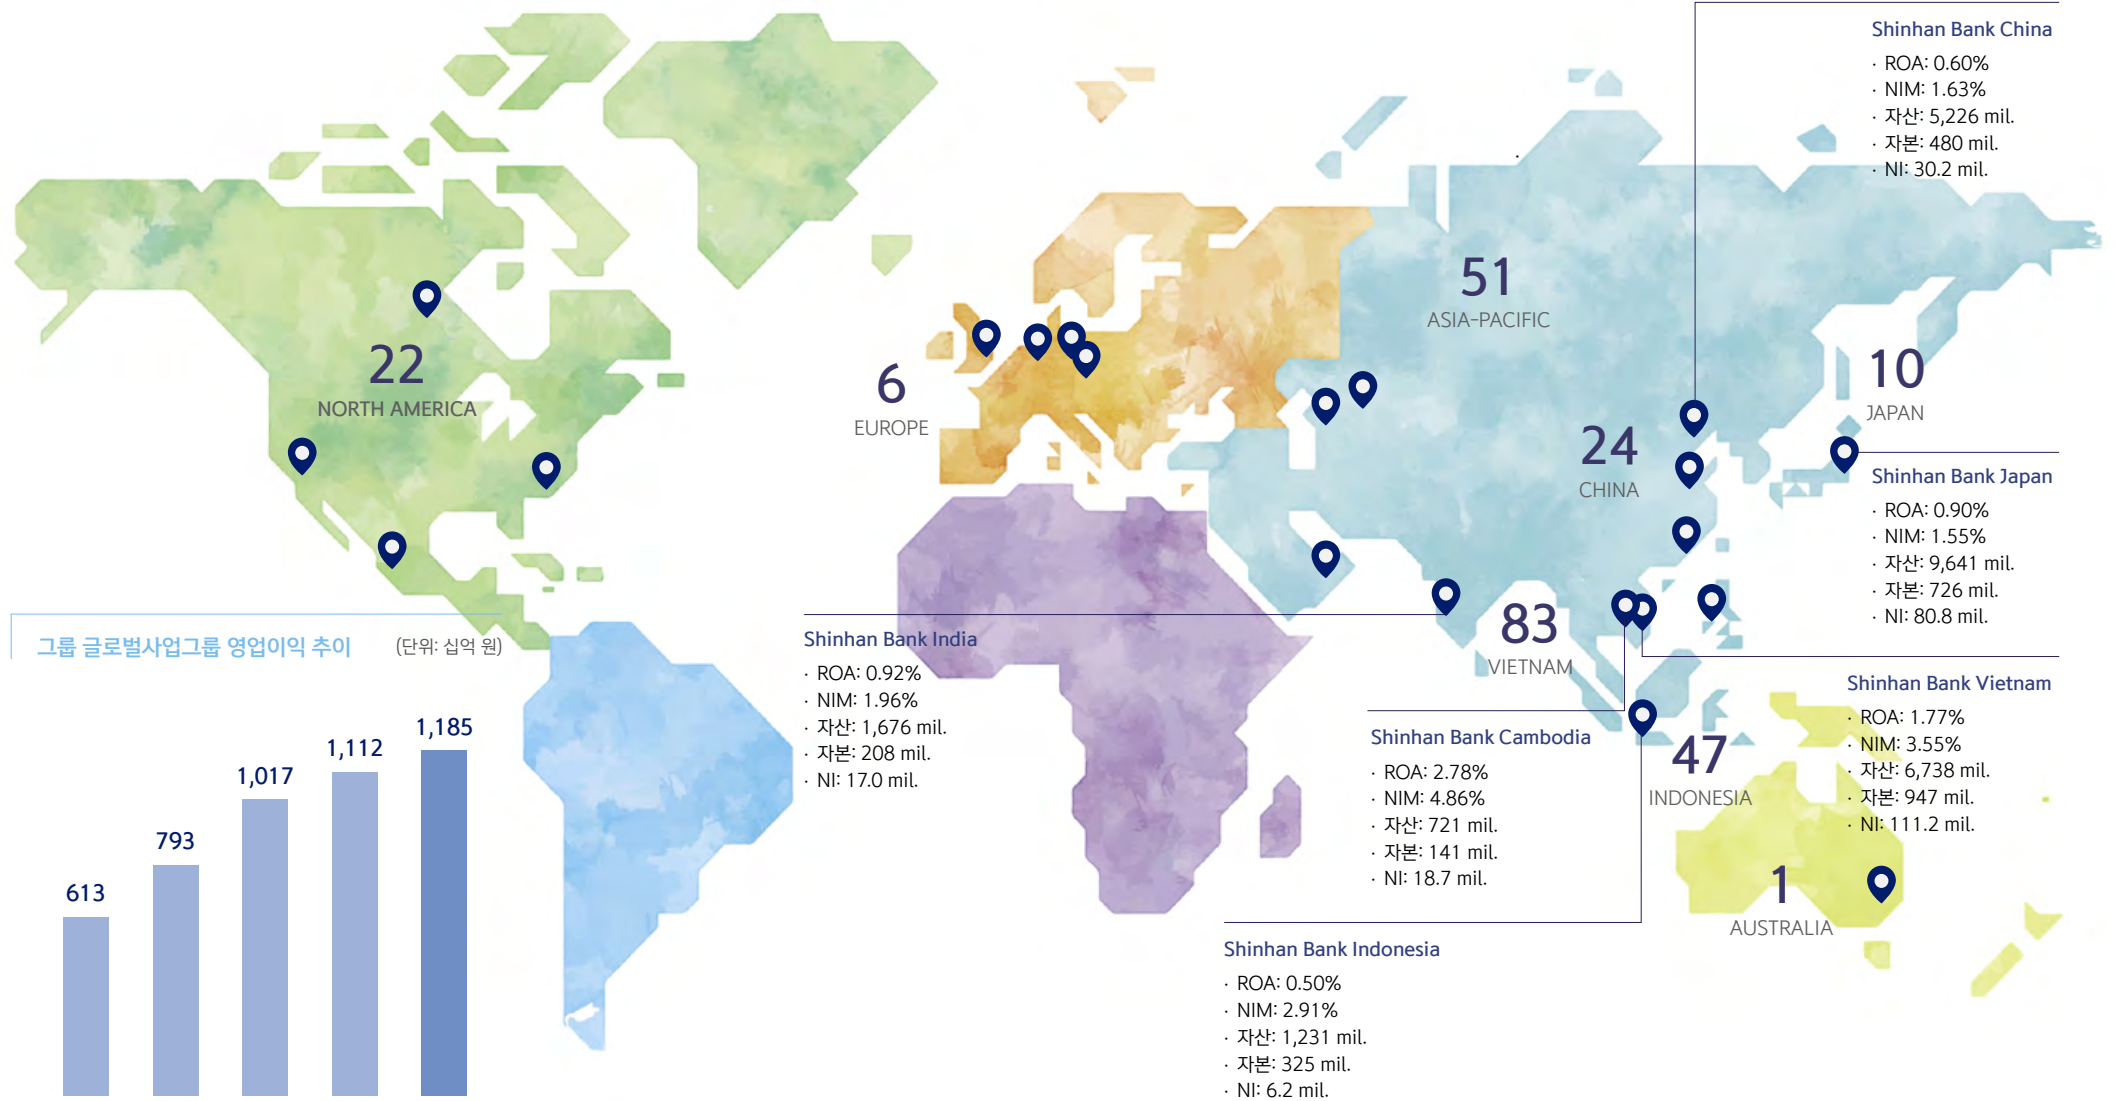 Shinhan Bank China
· ROA: 0.60%
· NIM: 1.63%
· 자산: 5,226 mil.
· 자본: 480 mil.
· NI: 30.2 mil.
51
ASIA-PACIFIC
22
NORTH AMERICA
6
EUROPE
10
JAPAN
24
CHINA
Shinhan Bank Japan
· ROA: 0.90%
· NIM: 1.55%
· 자산: 9,641 mil.
· 자본: 726 mil.
· NI: 80.8 mil.
83
VIETNAM
그룹 글로벌사업그룹 영업이익 추이 (단위: 십억 원)
613
793
1,017
1,112
1,185
Shinhan Bank India
· ROA: 0.92%
· NIM: 1.96%
· 자산: 1,676 mil.
· 자본: 208 mil.
· NI: 17.0 mil.
Shinhan Bank Cambodia
· ROA: 2.78%
· NIM: 4.86%
· 자산: 721 mil.
· 자본: 141 mil.
· NI: 18.7 mil.
47
INDONESIA
Shinhan Bank Vietnam
· ROA: 1.77%
· NIM: 3.55%
· 자산: 6,738 mil.
· 자본: 947 mil.
· NI: 111.2 mil.
1
AUSTRALIA
Shinhan Bank Indonesia
· ROA: 0.50%
· NIM: 2.91%
· 자산: 1,231 mil.
· 자본: 325 mil.
· NI: 6.2 mil.